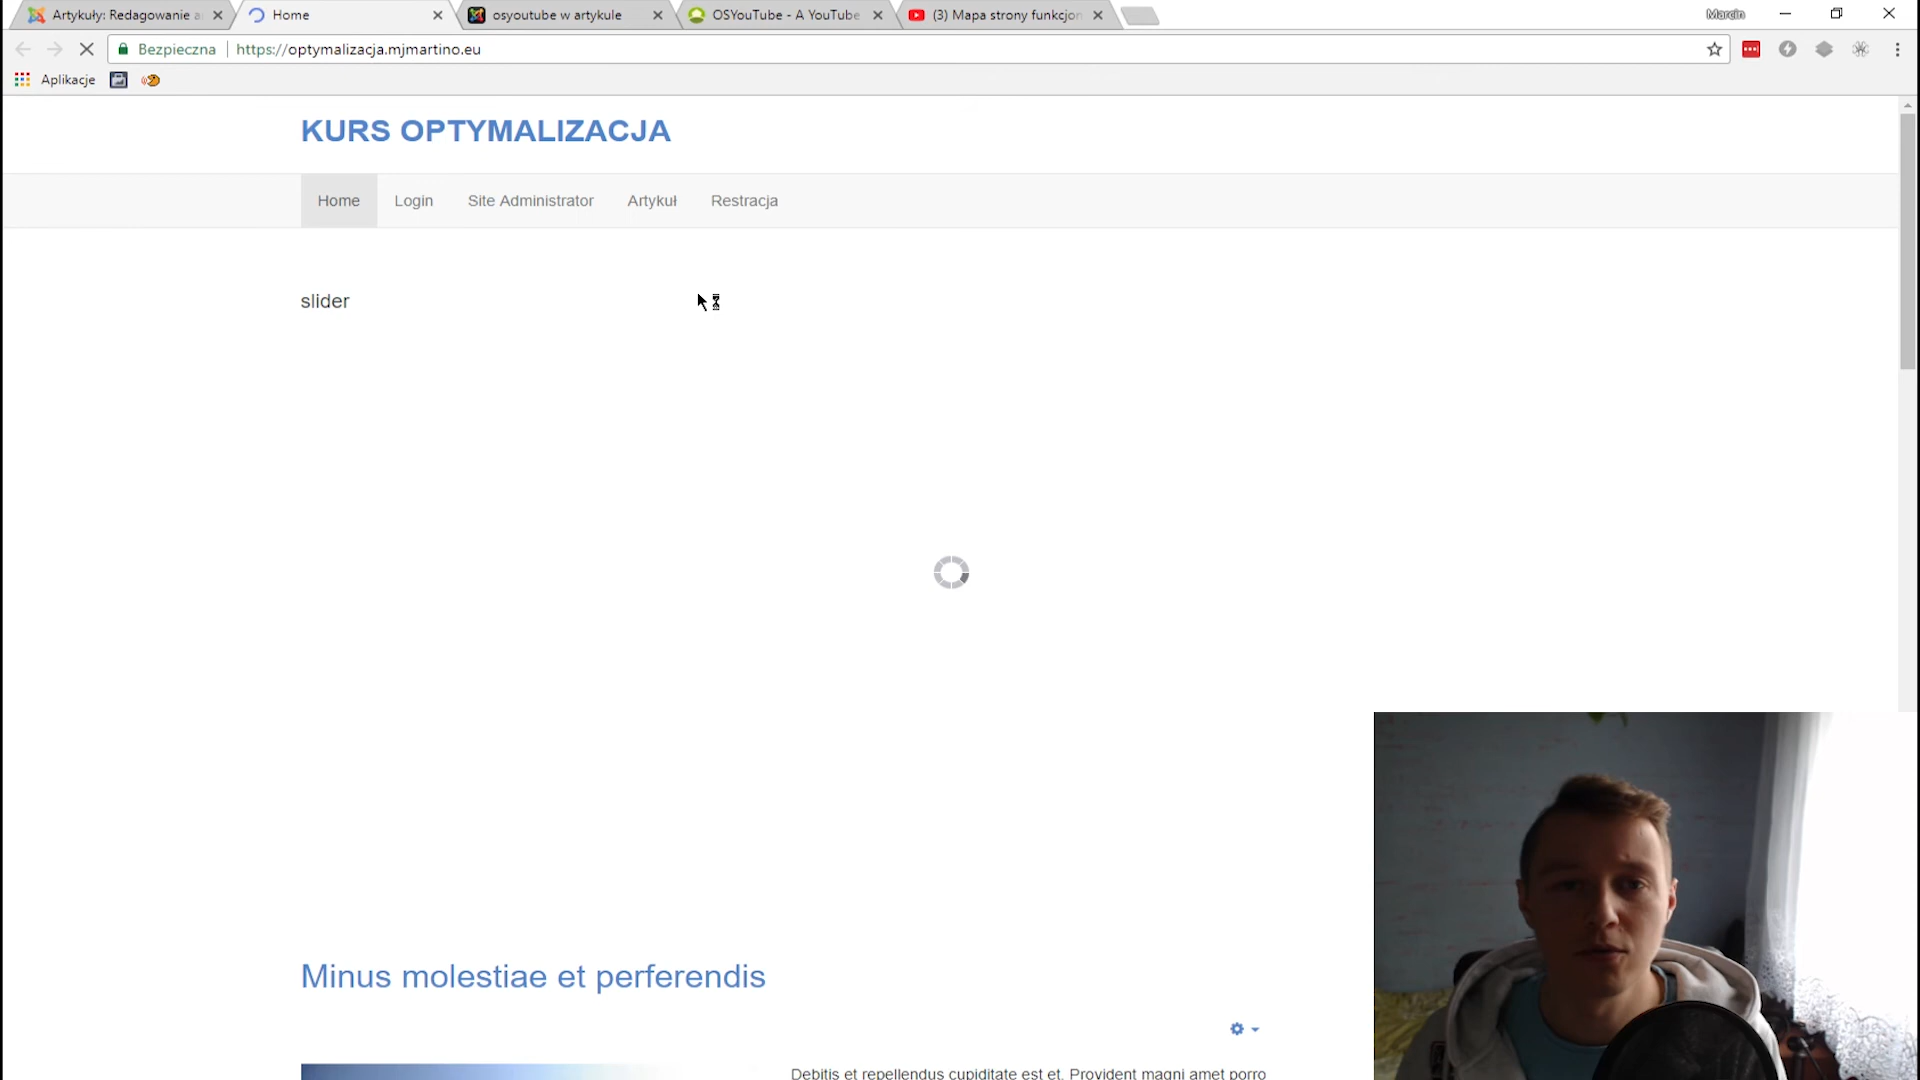 Artykuły: Redagowanie a
Home
osyoutube w artykule
OSYouTube - A YouTube
(3) Mapa strony funkcjon
Marcin
Bezpieczna
https://optymalizacja.mjmartino.eu
Aplikacje
KURS OPTYMALIZACJA
Home
Login
Site Administrator
Artykuł
Restracja
slider
Minus molestiae et perferendis
Debitis et repellendus cupiditate est et. Provident magni amet porro